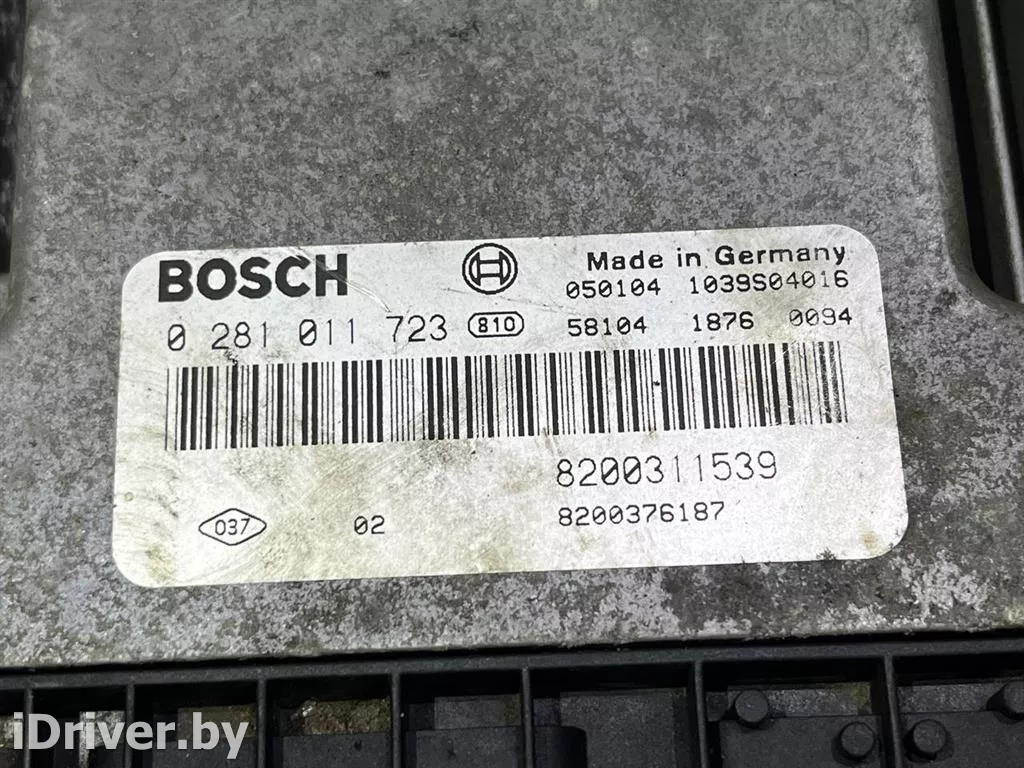 BOSCH
Made in Germany
050104 1039S04016
0 281 011 723 810 58104 1876 0094
8200311539
037 02 8200376187
iDriver.by